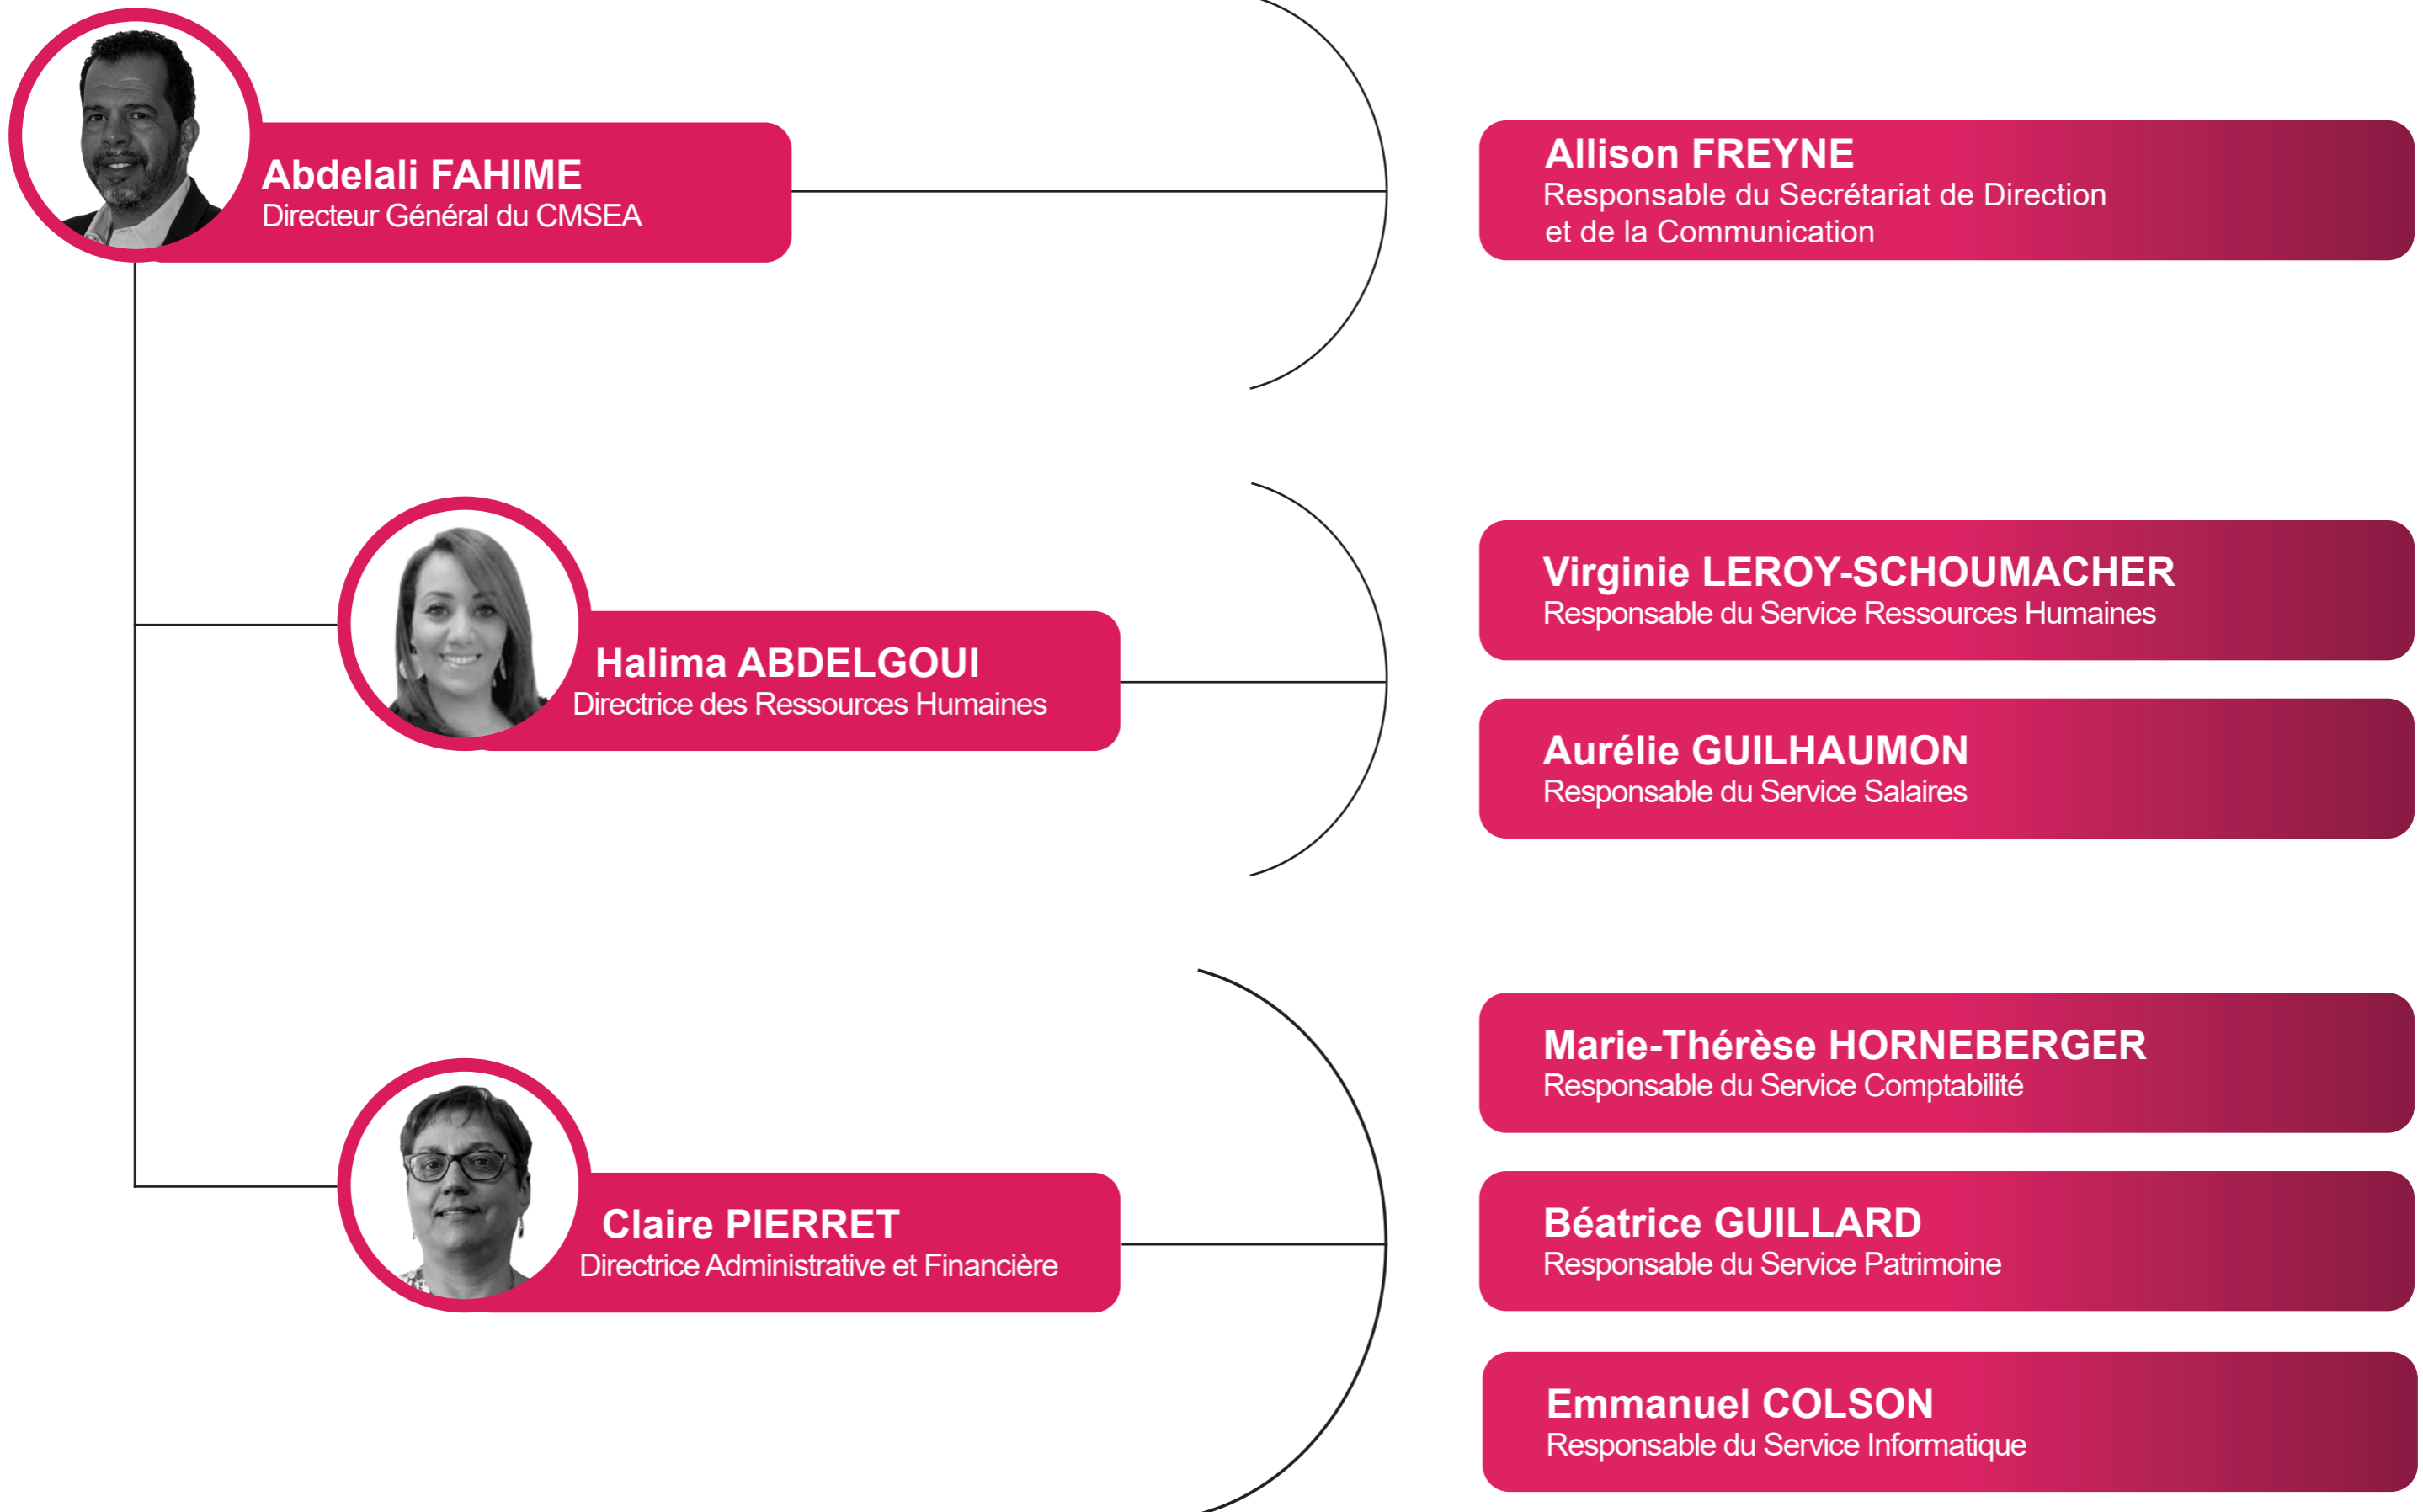 Abdelali FAHIME
Directeur Général du CMSEA
Allison FREYNE
Responsable du Secrétariat de Direction
et de la Communication
Halima ABDELGOUI
Directrice des Ressources Humaines
Virginie LEROY-SCHOUMACHER
Responsable du Service Ressources Humaines
Aurélie GUILHAUMON
Responsable du Service Salaires
Claire PIERRET
Directrice Administrative et Financière
Marie-Thérèse HORNEBERGER
Responsable du Service Comptabilité
Béatrice GUILLARD
Responsable du Service Patrimoine
Emmanuel COLSON
Responsable du Service Informatique